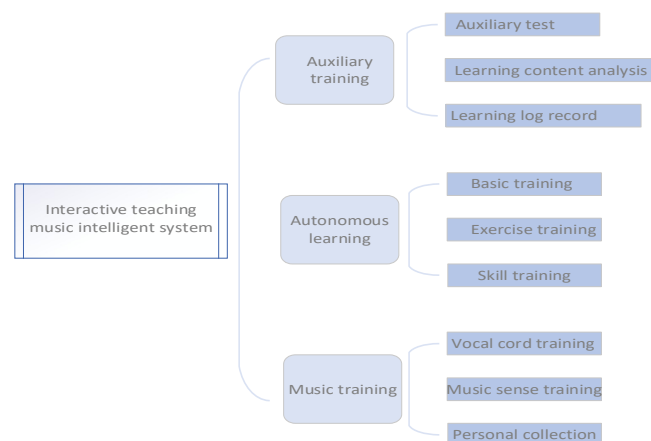 Interactive teaching
music intelligent system
Auxiliary
training
Auxiliary test
Learning content analysis
Learning log record
Autonomous
learning
Basic training
Exercise training
Skill training
Music training
Vocal cord training
Music sense training
Personal collection